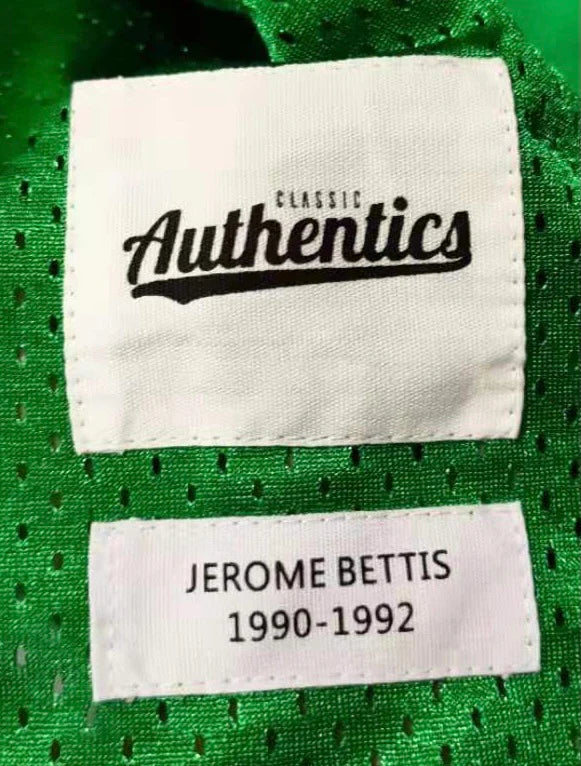 CLASSIC
Authentics
JEROME BETTIS
1990-1992